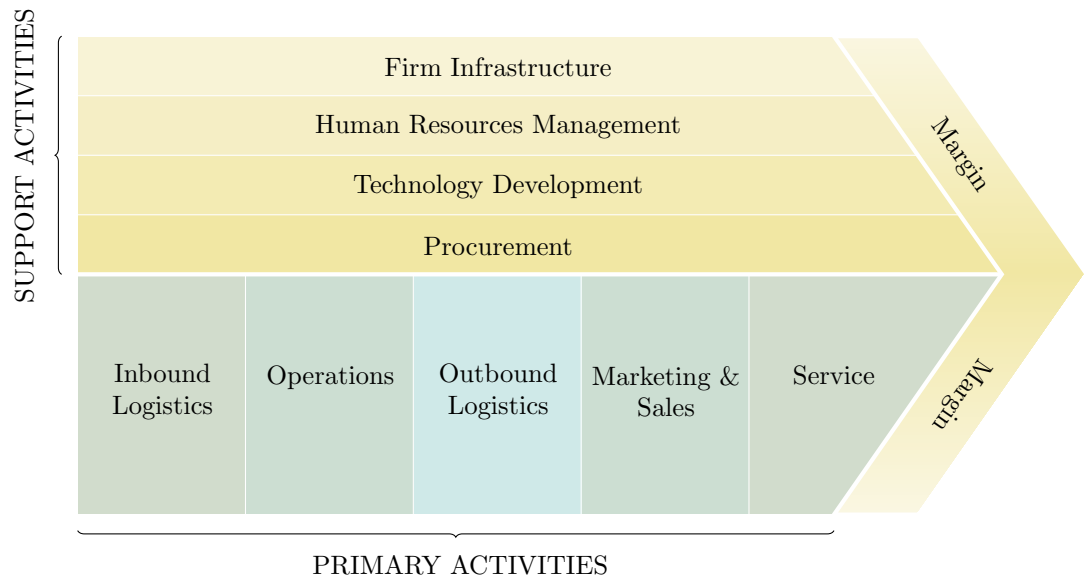 SUPPORT ACTIVITIES
Firm Infrastructure
Human Resources Management
Technology Development
Procurement
Margin
Inbound
Logistics
Operations
Outbound
Logistics
Marketing &
Sales
Service
Margin
PRIMARY ACTIVITIES